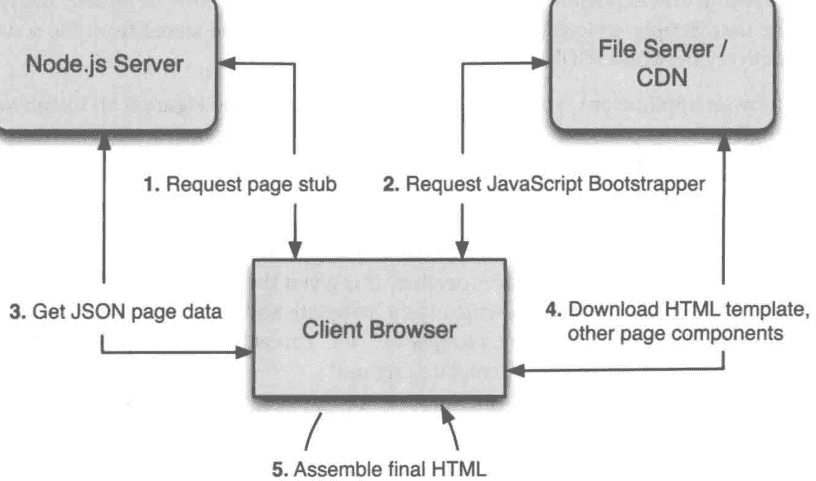 Node.js Server
File Server /
CDN
1. Request page stub
2. Request JavaScript Bootstrapper
3. Get JSON page data
Client Browser
4. Download HTML template,
other page components
5. Assemble final HTML